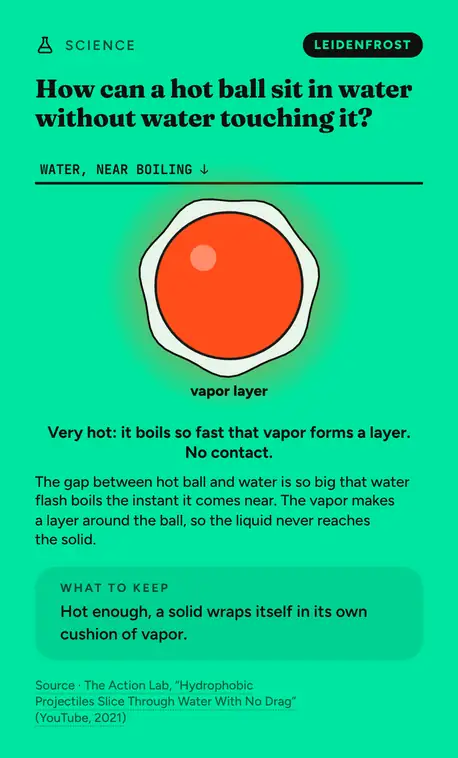 SCIENCE
LEIDENFROST
How can a hot ball sit in water
without water touching it?
WATER, NEAR BOILING ↓
vapor layer
Very hot: it boils so fast that vapor forms a layer.
No contact.
The gap between hot ball and water is so big that water
flash boils the instant it comes near. The vapor makes
a layer around the ball, so the liquid never reaches
the solid.
WHAT TO KEEP
Hot enough, a solid wraps itself in its own
cushion of vapor.
Source · The Action Lab, “Hydrophobic
Projectiles Slice Through Water With No Drag”
(YouTube, 2021)